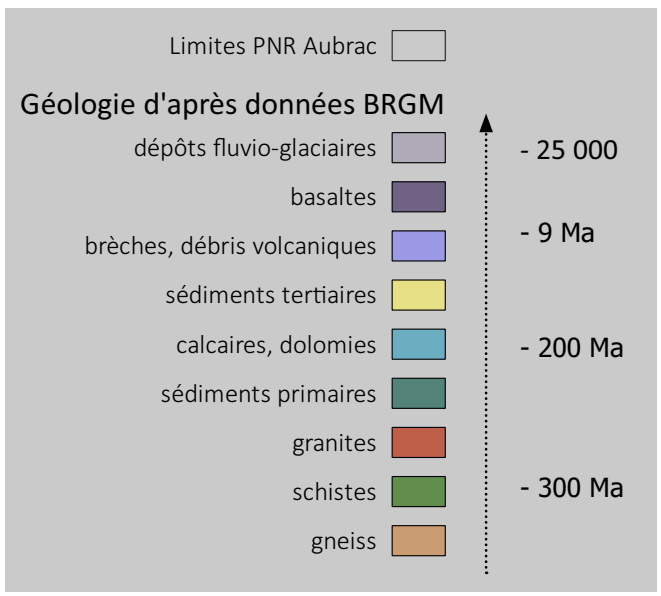 Limites PNR Aubrac
Géologie d'après données BRGM
dépôts fluvio-glaciaires
- 25 000
basaltes
- 9 Ma
brèches, débris volcaniques
sédiments tertiaires
calcaires, dolomies
- 200 Ma
sédiments primaires
granites
schistes
- 300 Ma
gneiss